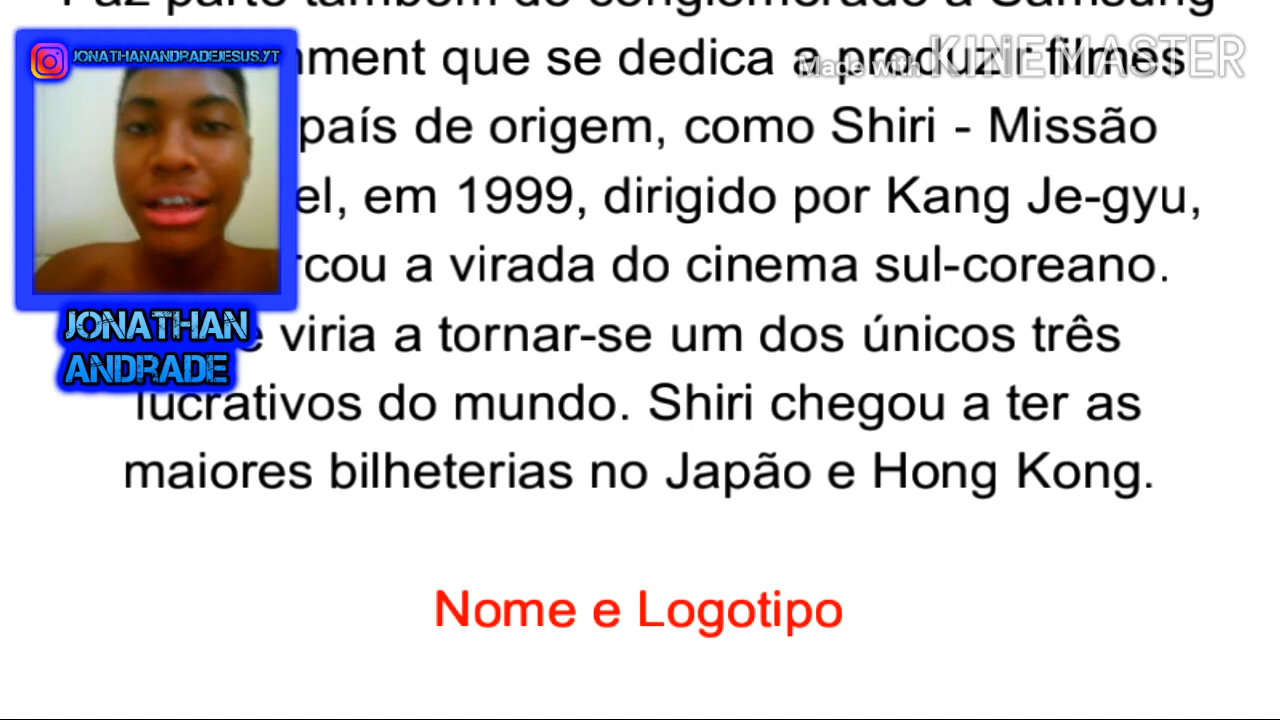 Faz parte também do conglomerado a Samsung
JONATHANANDRADEJESUS.YT
nment que se dedica a produzir filmes
Made with KINEMASTER
país de origem, como Shiri - Missão
el, em 1999, dirigido por Kang Je-gyu,
rcou a virada do cinema sul-coreano.
JONATHAN
e viria a tornar-se um dos únicos três
ANDRADE
lucrativos do mundo. Shiri chegou a ter as
maiores bilheterias no Japão e Hong Kong.
Nome e Logotipo